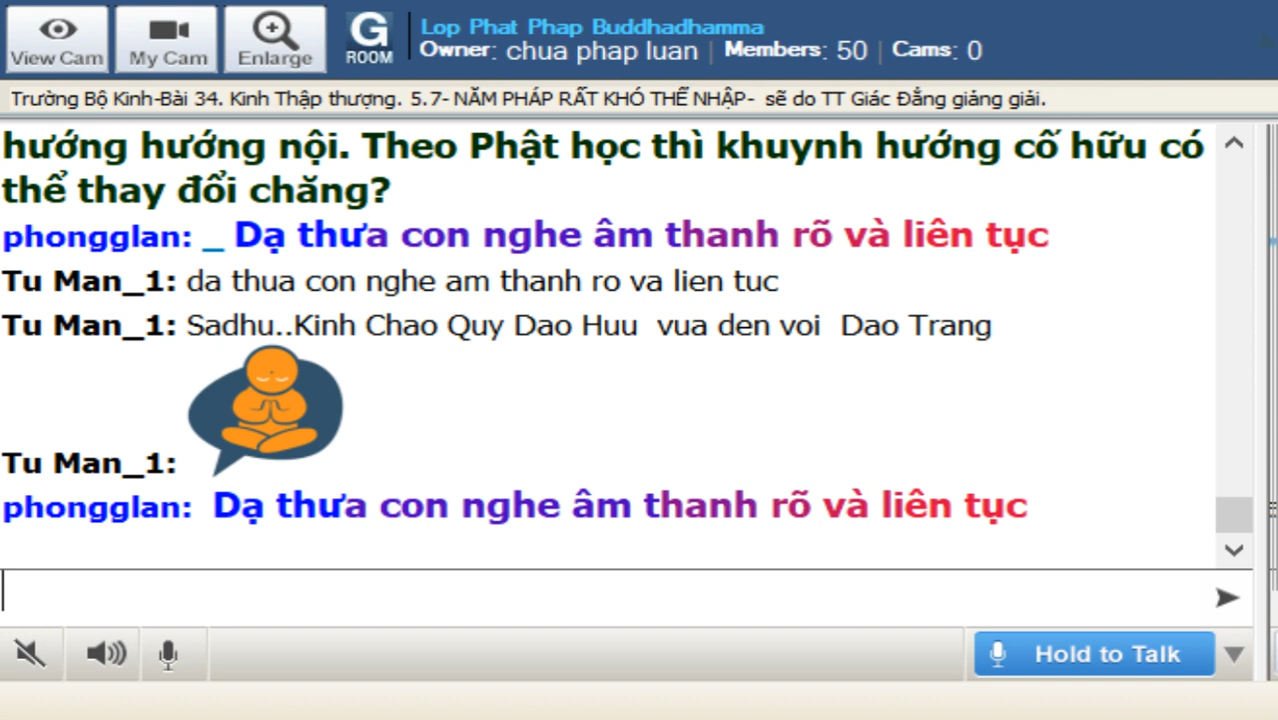 View Cam
My Cam
Enlarge
G
ROOM
Lop Phat Phap Buddhadhamma
Owner: chua phap luan | Members: 50 | Cams: 0
Trường Bộ Kinh-Bài 34. Kinh Thập thượng. 5.7- NĂM PHÁP RẤT KHÓ THỂ NHẬP- sẽ do TT Giác Đẳng giảng giải.
hướng hướng nội. Theo Phật học thì khuynh hướng cố hữu có
thể thay đổi chăng?
phongglan: _ Dạ thưa con nghe âm thanh rõ và liên tục
Tu Man_1: da thua con nghe am thanh ro va lien tuc
Tu Man_1: Sadhu..Kinh Chao Quy Dao Huu vua den voi Dao Trang
Tu Man_1:
phongglan: Dạ thưa con nghe âm thanh rõ và liên tục
Hold to Talk